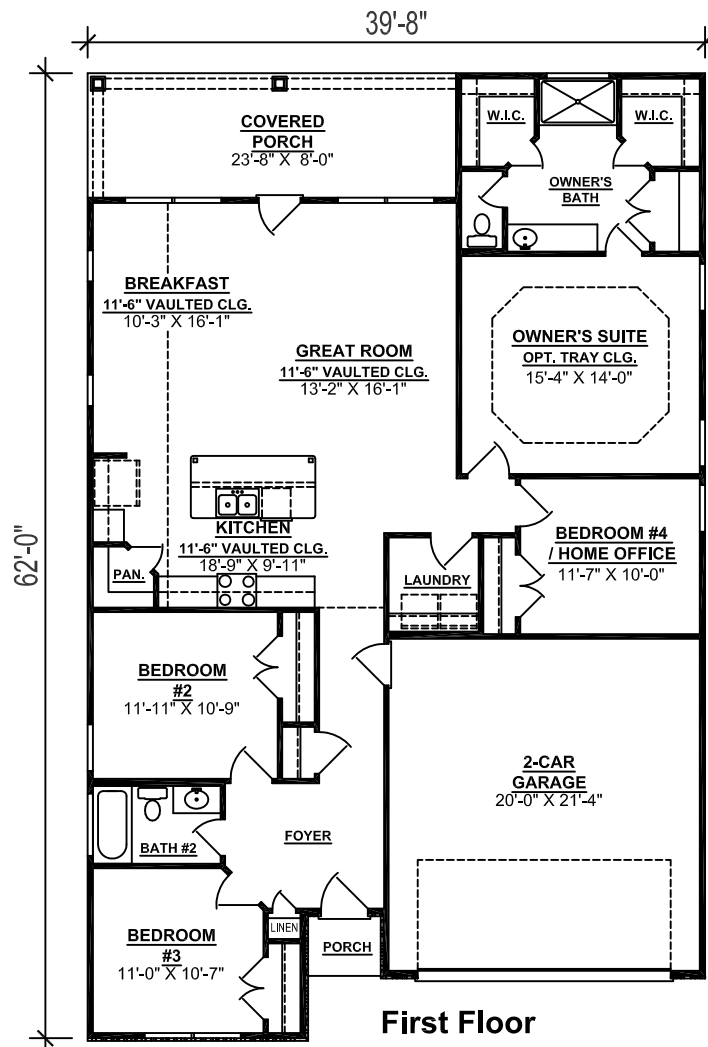 39'-8"
62'-0"
COVERED
PORCH
23'-8" X 8'-0"
W.I.C.
W.I.C.
OWNER'S
BATH
BREAKFAST
11'-6" VAULTED CLG.
10'-3" X 16'-1"
GREAT ROOM
11'-6" VAULTED CLG.
13'-2" X 16'-1"
OWNER'S SUITE
OPT. TRAY CLG.
15'-4" X 14'-0"
KITCHEN
11'-6" VAULTED CLG.
18'-9" X 9'-11"
PAN.
LAUNDRY
BEDROOM #4
/ HOME OFFICE
11'-7" X 10'-0"
BEDROOM
#2
11'-11" X 10'-9"
2-CAR
GARAGE
20'-0" X 21'-4"
BATH #2
FOYER
BEDROOM
#3
11'-0" X 10'-7"
LINEN
PORCH
First Floor